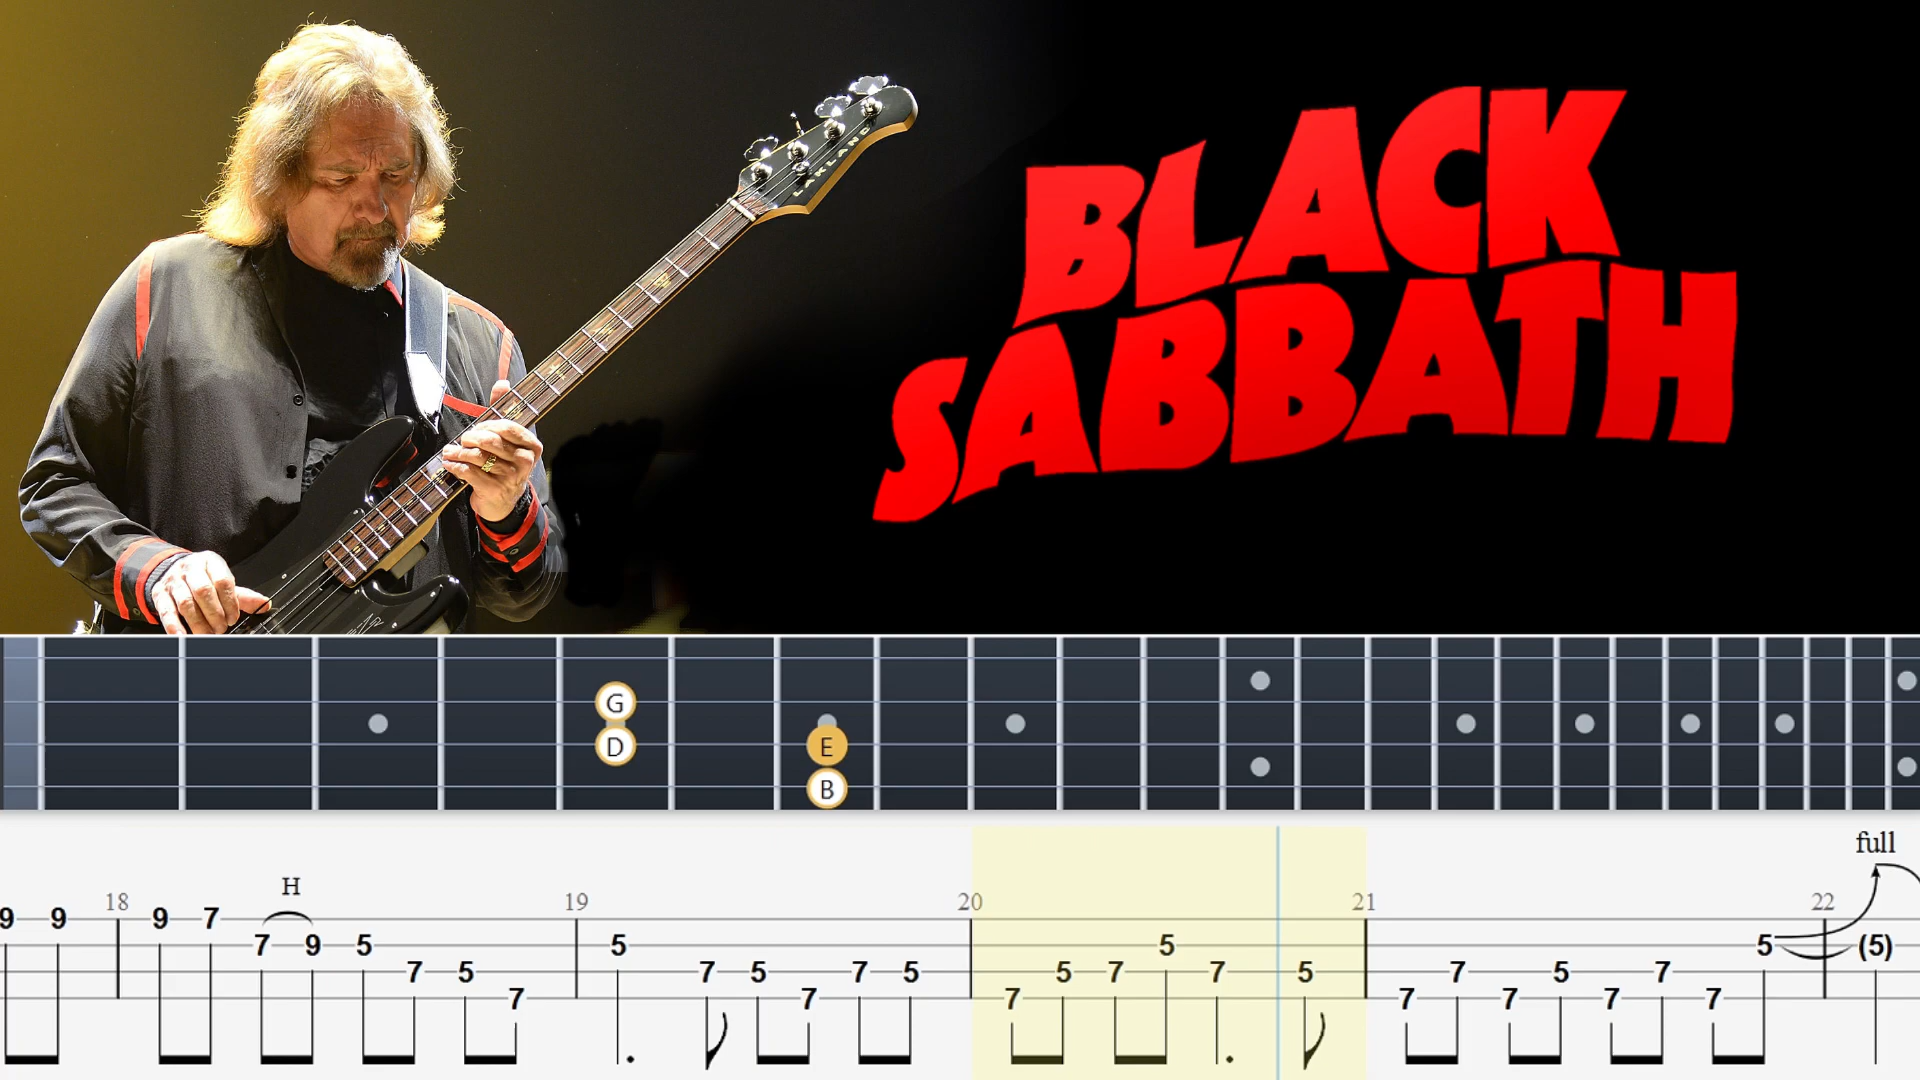 LAKLAND
BLACK
SABBATH
G
D E
B
full
18 H 19 20 21 22
9 9 9 7
7 9 5 5 5 5 (5)
7 5 7 5 7 5 5 7 7 5 7 5 7
7 7 7 7 7 7 7